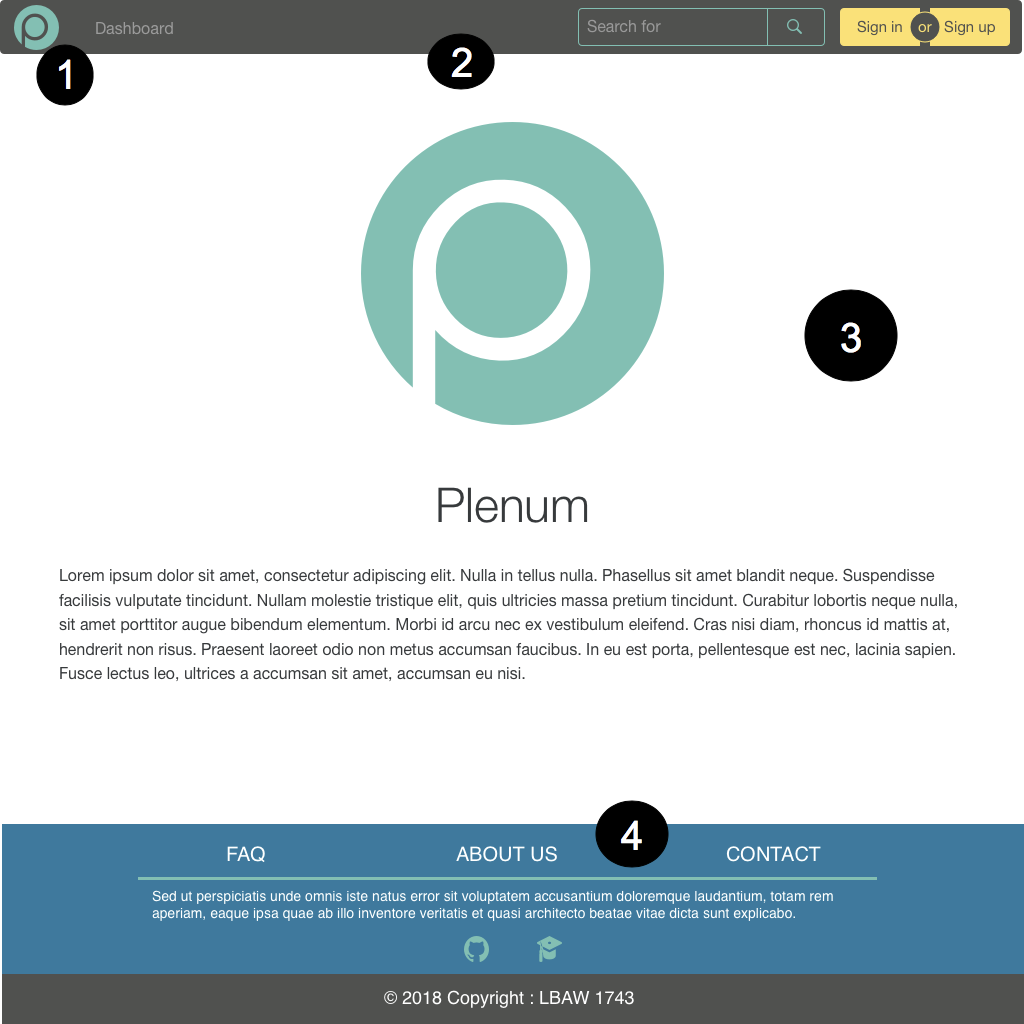 Dashboard
Search for
Sign in or Sign up
1
2
3
Plenum
Lorem ipsum dolor sit amet, consectetur adipiscing elit. Nulla in tellus nulla. Phasellus sit amet blandit neque. Suspendisse
facilisis vulputate tincidunt. Nullam molestie tristique elit, quis ultricies massa pretium tincidunt. Curabitur lobortis neque nulla,
sit amet porttitor augue bibendum elementum. Morbi id arcu nec ex vestibulum eleifend. Cras nisi diam, rhoncus id mattis at,
hendrerit non risus. Praesent laoreet odio non metus accumsan faucibus. In eu est porta, pellentesque est nec, lacinia sapien.
Fusce lectus leo, ultrices a accumsan sit amet, accumsan eu nisi.
4
FAQ
ABOUT US
CONTACT
Sed ut perspiciatis unde omnis iste natus error sit voluptatem accusantium doloremque laudantium, totam rem
aperiam, eaque ipsa quae ab illo inventore veritatis et quasi architecto beatae vitae dicta sunt explicabo.
© 2018 Copyright : LBAW 1743